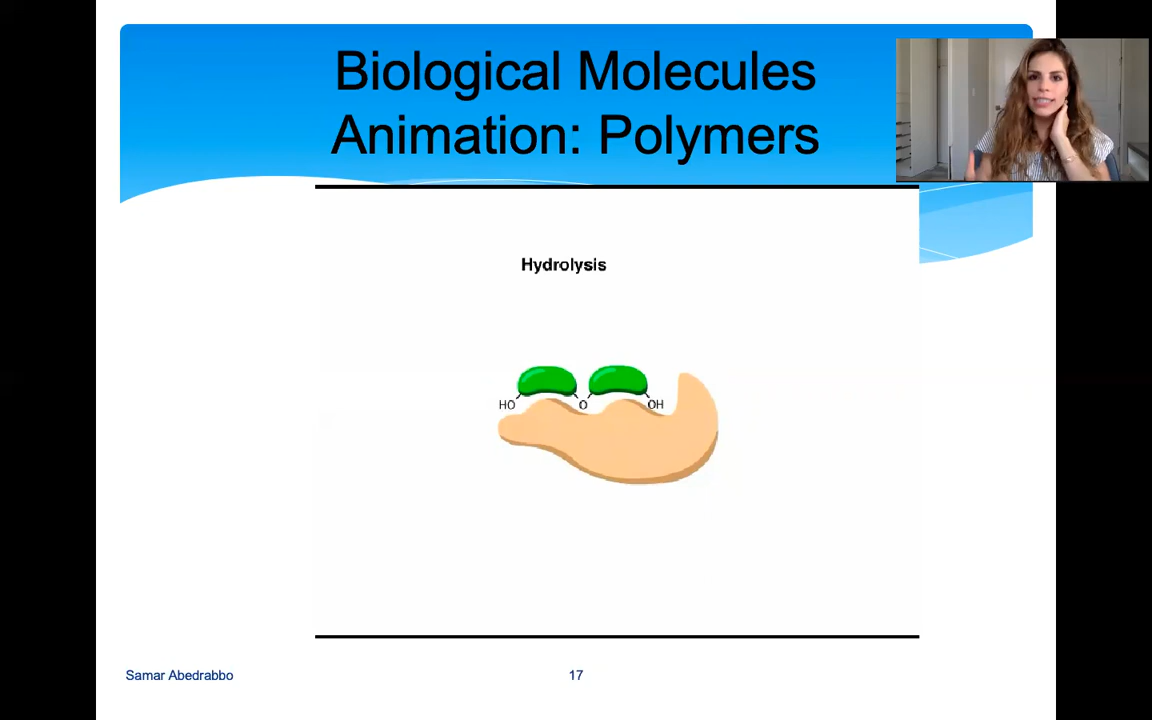 Biological Molecules
Animation: Polymers
Hydrolysis
HO
O
OH
Samar Abedrabbo
17